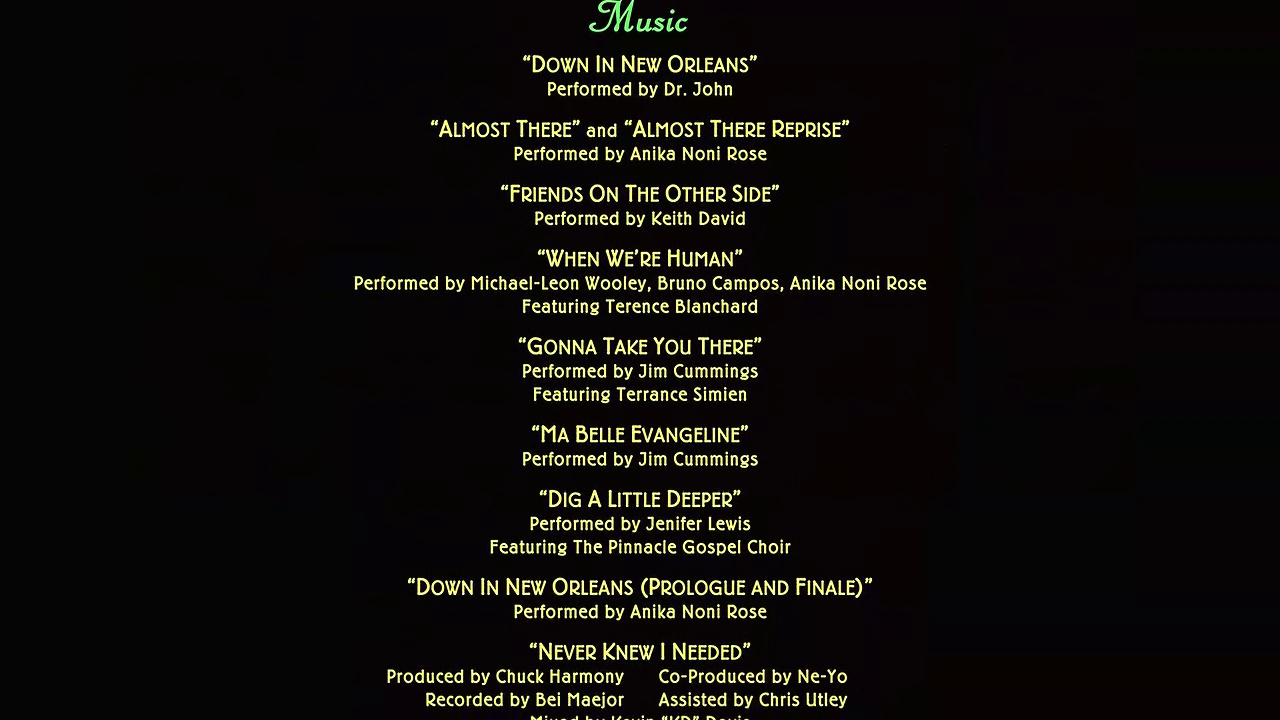 Music
“Down In New Orleans”
Performed by Dr. John
“Almost There” and “Almost There Reprise”
Performed by Anika Noni Rose
“Friends On The Other Side”
Performed by Keith David
“When We’re Human”
Performed by Michael-Leon Wooley, Bruno Campos, Anika Noni Rose
Featuring Terence Blanchard
“Gonna Take You There”
Performed by Jim Cummings
Featuring Terrance Simien
“Ma Belle Evangeline”
Performed by Jim Cummings
“Dig A Little Deeper”
Performed by Jenifer Lewis
Featuring The Pinnacle Gospel Choir
“Down In New Orleans (Prologue and Finale)”
Performed by Anika Noni Rose
“Never Knew I Needed”
Produced by Chuck Harmony Co-Produced by Ne-Yo
Recorded by Bei Maejor Assisted by Chris Utley
Mixed by Kevin “KD” Davis